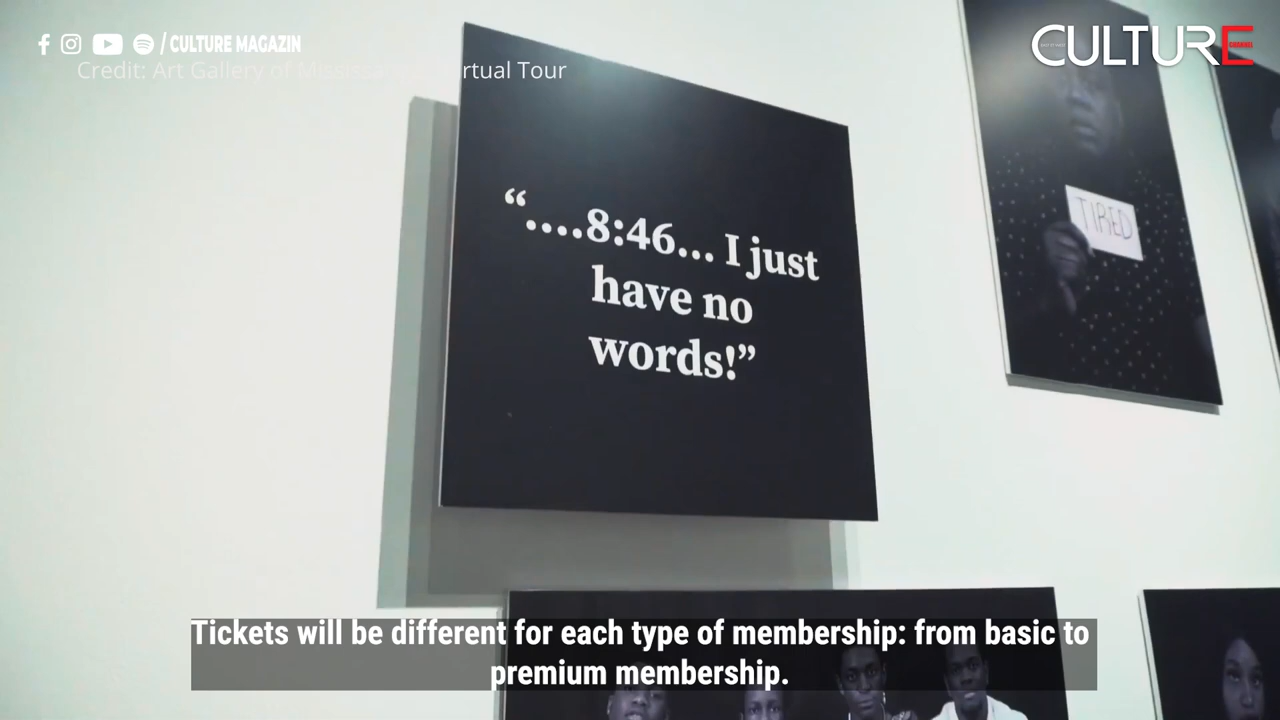 / CULTURE MAGAZIN
CULTURE
CHANNEL
Credit: Art Gallery of Missis rtual Tour
“....8:46... I just
have no
words!”
TIRED
Tickets will be different for each type of membership: from basic to
premium membership.